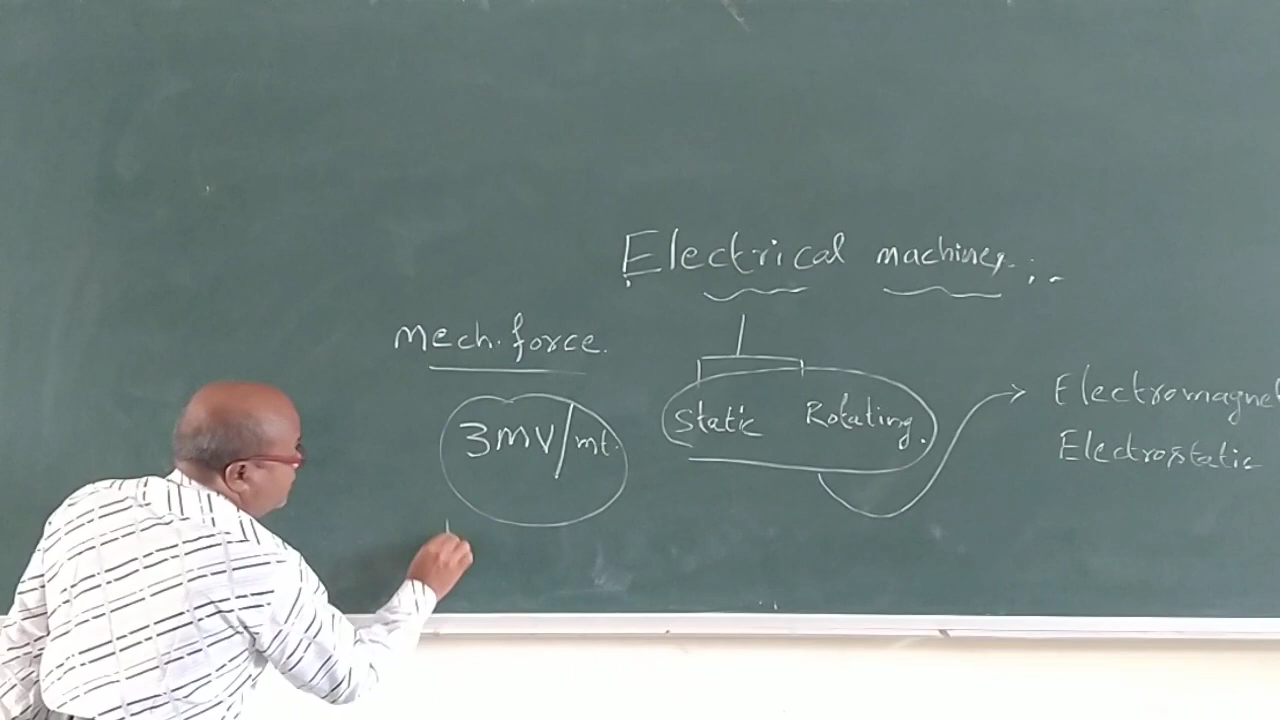 Electrical machines :-
Mech. force.
Static Rotating.
3MV/mt.
Electromagne
Electrostatic